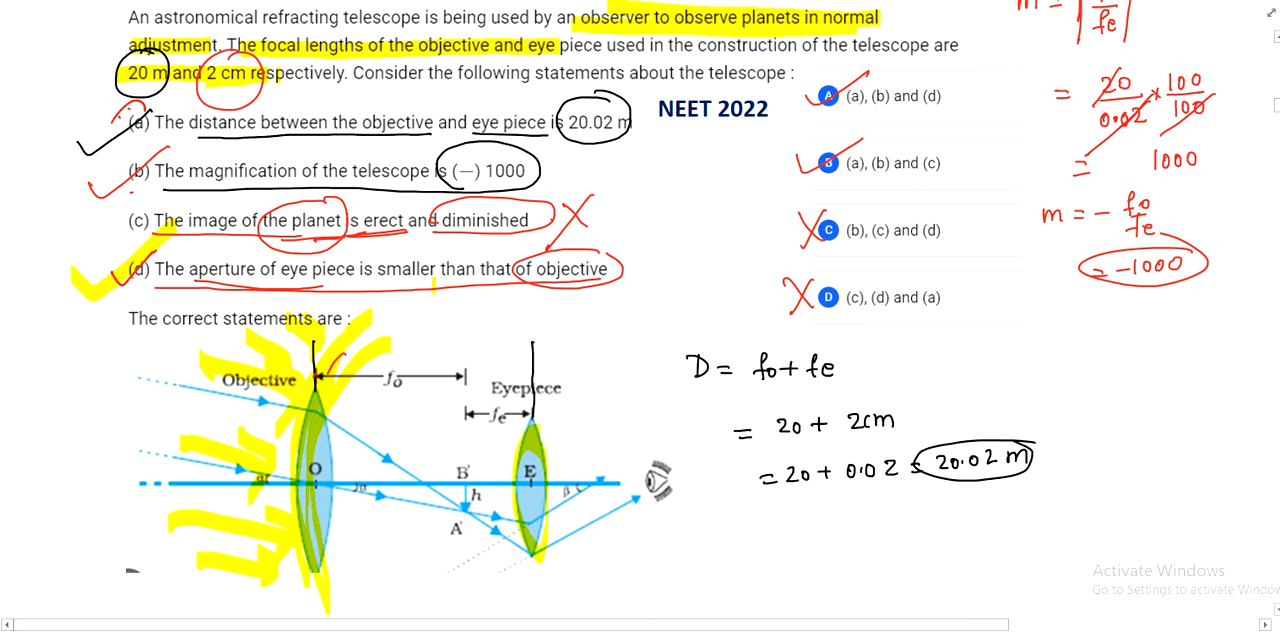 An astronomical refracting telescope is being used by an observer to observe planets in normal
adjustment. The focal lengths of the objective and eye piece used in the construction of the telescope are
20 m and 2 cm respectively. Consider the following statements about the telescope :
(a) The distance between the objective and eye piece is 20.02 m
(b) The magnification of the telescope is (−) 1000
(c) The image of the planet is erect and diminished
(d) The aperture of eye piece is smaller than that of objective
The correct statements are :
NEET 2022
A (a), (b) and (d)
B (a), (b) and (c)
C (b), (c) and (d)
D (c), (d) and (a)
fe
= 20/0.02 × 100/100
= 1000
m = - fo/fe
= -1000
Objective
fo
Eyepiece
fe
O
B'
E
h
A'
α
β
D = fo + fe
= 20 + 2cm
= 20 + 0.02 = 20.02 m
Activate Windows
Go to Settings to activate Window